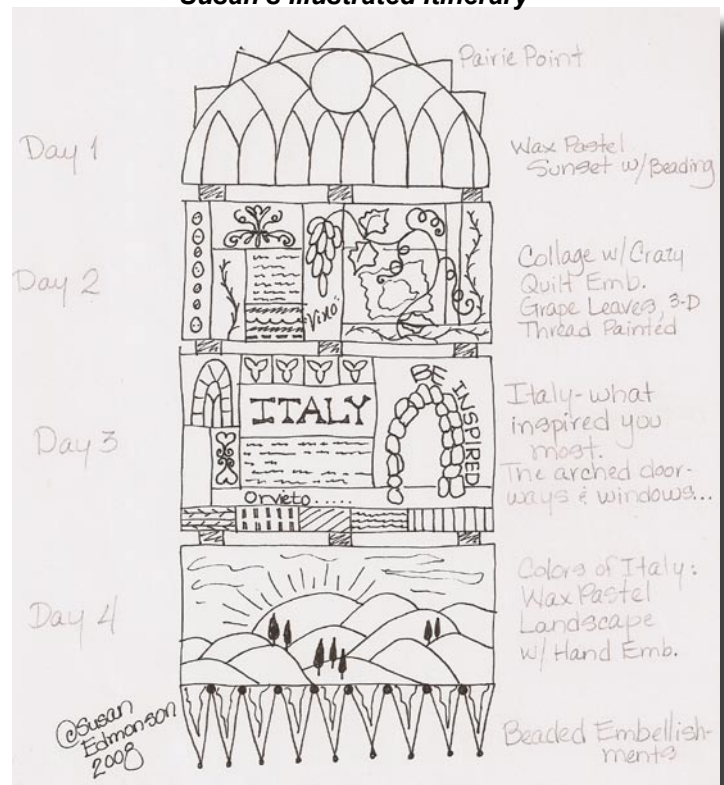 Susan's Illustrated Itinerary
Pairie Point
Day 1
Wax Pastel
Sunset w/Beading
Day 2
"Vino"
Collage w/Crazy
Quilt Emb.
Grape Leaves, 3-D
Thread Painted
Day 3
ITALY
BE INSPIRED
Orvieto.....
Italy-what
inspired you
most.
The arched door-
ways & windows...
Day 4
Colors of Italy:
Wax Pastel
Landscape
w/ Hand Emb.
©Susan
Edmonson
2008
Beaded Embellish-
ments